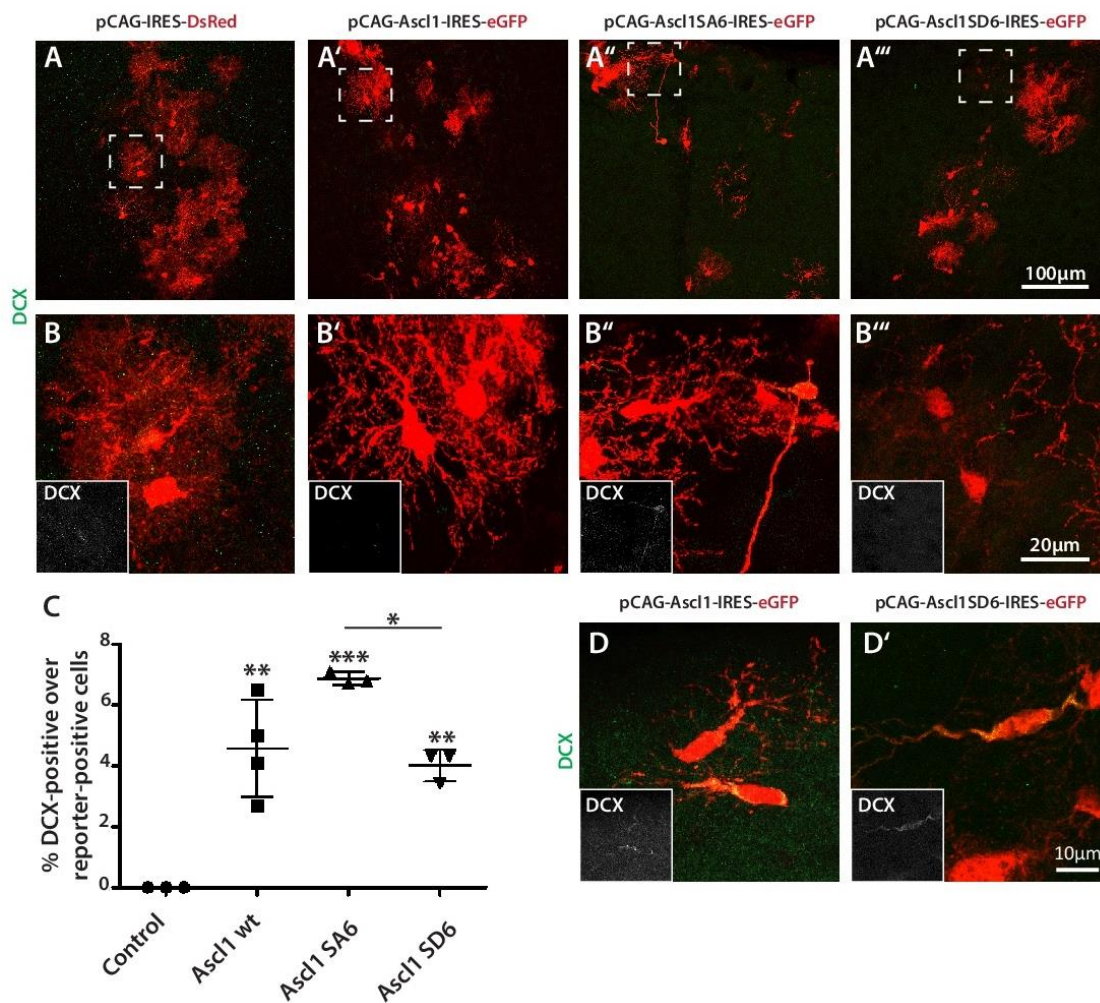 pCAG-IRES-DsRed
pCAG-Ascl1-IRES-eGFP
pCAG-Ascl1SA6-IRES-eGFP
pCAG-Ascl1SD6-IRES-eGFP
A
A'
A''
A'''
100µm
DCX
B
B'
B''
B'''
DCX
DCX
DCX
DCX
20µm
C
% DCX-positive over
reporter-positive cells
8
6
4
2
0
**
***
*
**
Control
Ascl1 wt
Ascl1 SA6
Ascl1 SD6
pCAG-Ascl1-IRES-eGFP
pCAG-Ascl1SD6-IRES-eGFP
DCX
D
D'
DCX
DCX
10µm